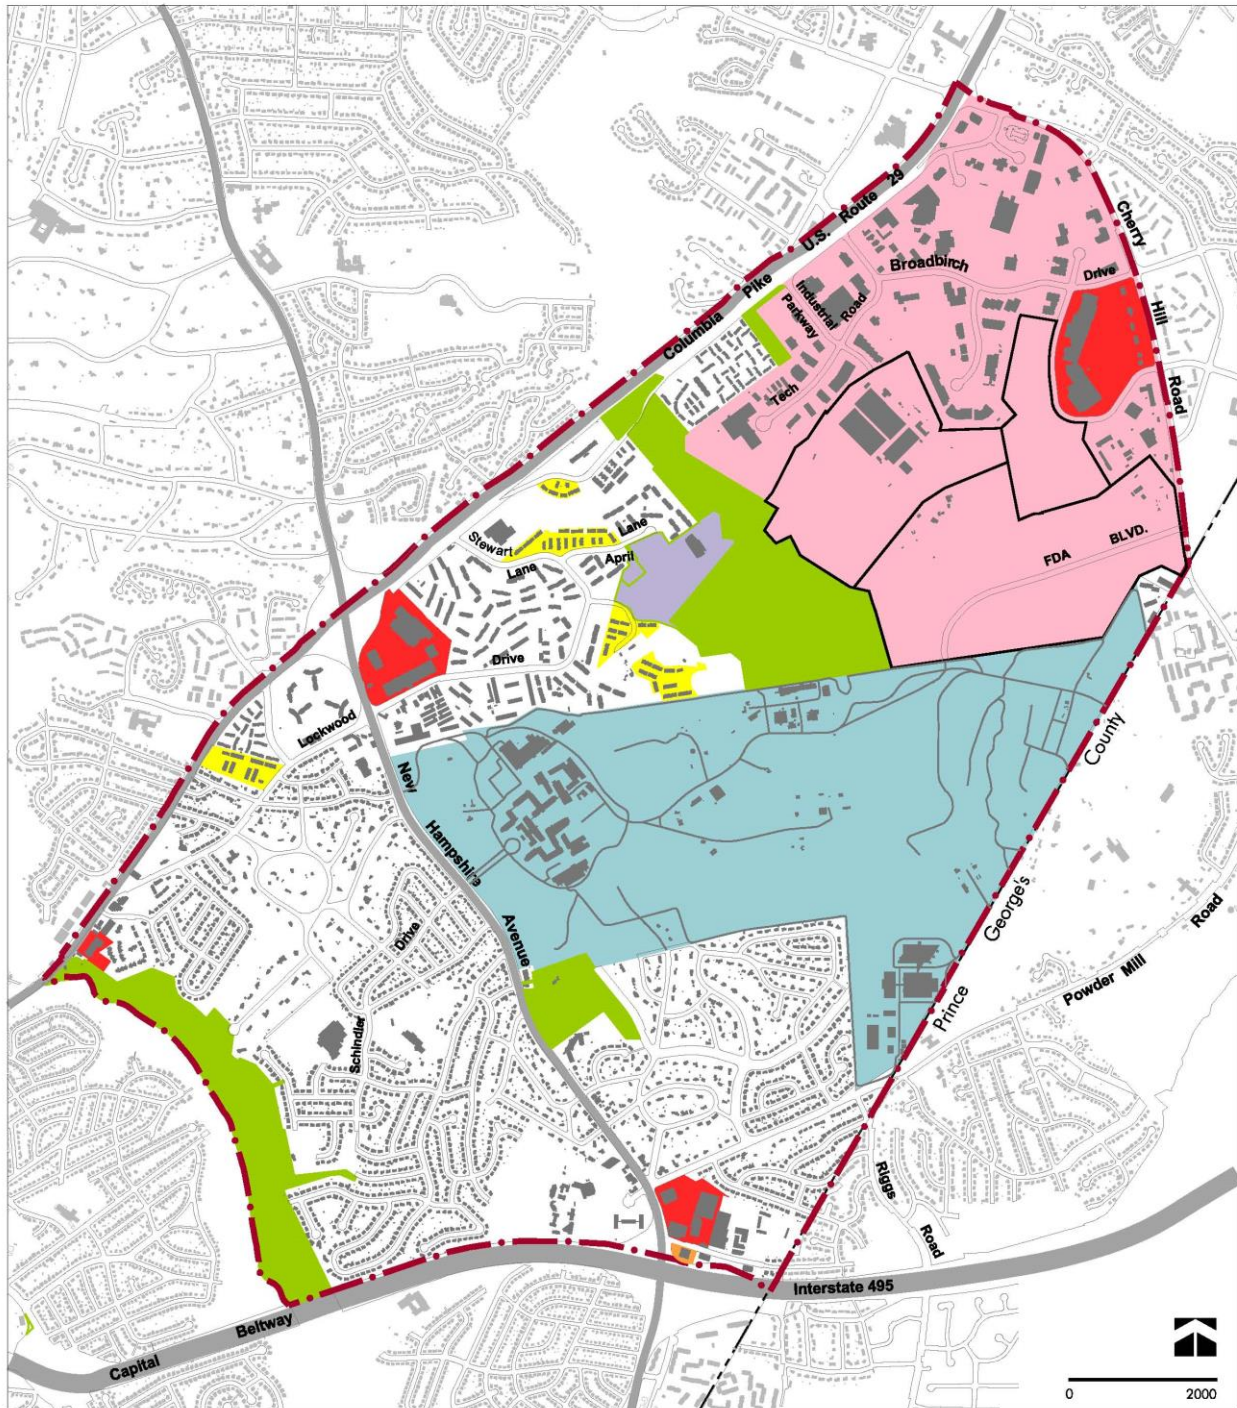 U.S. Route 29
Columbia Pike
Cherry Hill Road
Broadbirch Drive
Industrial
Parkway
Tech Road
FDA BLVD.
Stewart Lane
April Lane
Lockwood Drive
New Hampshire Avenue
Schindler Drive
Prince George's County
Powder Mill Road
Riggs Road
Interstate 495
Capital Beltway
0 2000